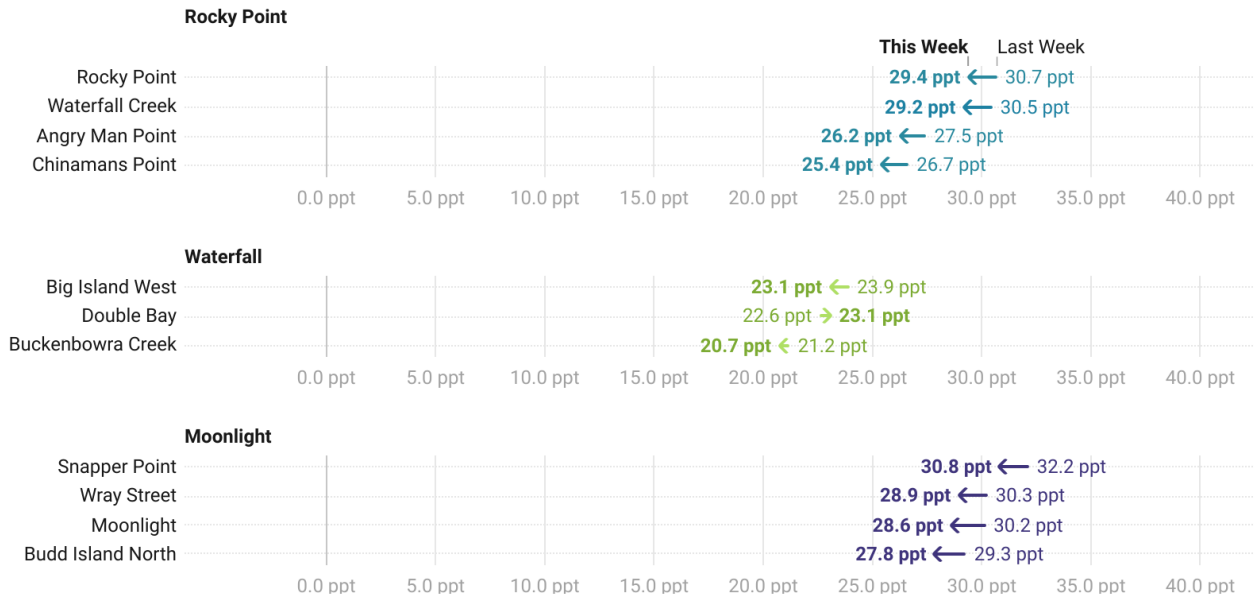 Rocky Point
This Week Last Week
Rocky Point 29.4 ppt 30.7 ppt
Waterfall Creek 29.2 ppt 30.5 ppt
Angry Man Point 26.2 ppt 27.5 ppt
Chinamans Point 25.4 ppt 26.7 ppt
0.0 ppt 5.0 ppt 10.0 ppt 15.0 ppt 20.0 ppt 25.0 ppt 30.0 ppt 35.0 ppt 40.0 ppt
Waterfall
Big Island West 23.1 ppt 23.9 ppt
Double Bay 22.6 ppt 23.1 ppt
Buckenbowra Creek 20.7 ppt 21.2 ppt
0.0 ppt 5.0 ppt 10.0 ppt 15.0 ppt 20.0 ppt 25.0 ppt 30.0 ppt 35.0 ppt 40.0 ppt
Moonlight
Snapper Point 30.8 ppt 32.2 ppt
Wray Street 28.9 ppt 30.3 ppt
Moonlight 28.6 ppt 30.2 ppt
Budd Island North 27.8 ppt 29.3 ppt
0.0 ppt 5.0 ppt 10.0 ppt 15.0 ppt 20.0 ppt 25.0 ppt 30.0 ppt 35.0 ppt 40.0 ppt